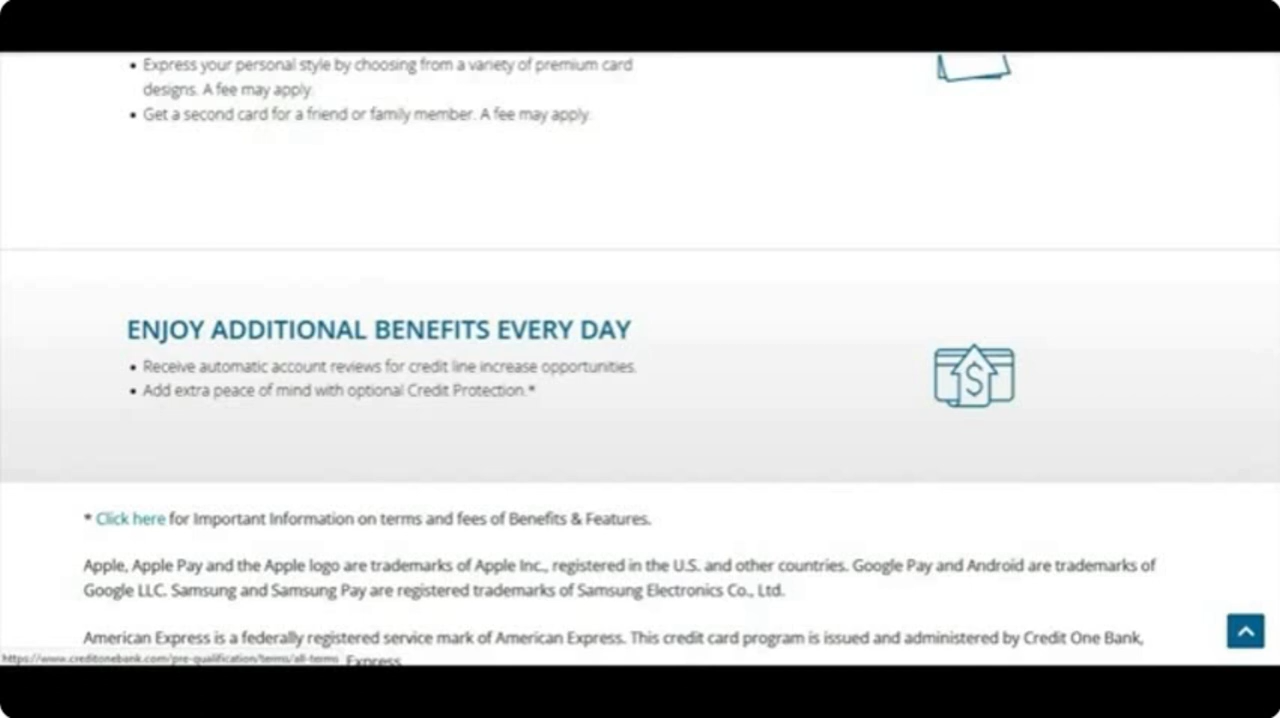 • Express your personal style by choosing from a variety of premium card
designs. A fee may apply.
• Get a second card for a friend or family member. A fee may apply.
ENJOY ADDITIONAL BENEFITS EVERY DAY
• Receive automatic account reviews for credit line increase opportunities.
• Add extra peace of mind with optional Credit Protection.*
$
* Click here for Important Information on terms and fees of Benefits & Features.
Apple, Apple Pay and the Apple logo are trademarks of Apple Inc., registered in the U.S. and other countries. Google Pay and Android are trademarks of
Google LLC. Samsung and Samsung Pay are registered trademarks of Samsung Electronics Co., Ltd.
American Express is a federally registered service mark of American Express. This credit card program is issued and administered by Credit One Bank,
Express.
https://www.creditonebank.com/pre-qualification/terms/all-terms